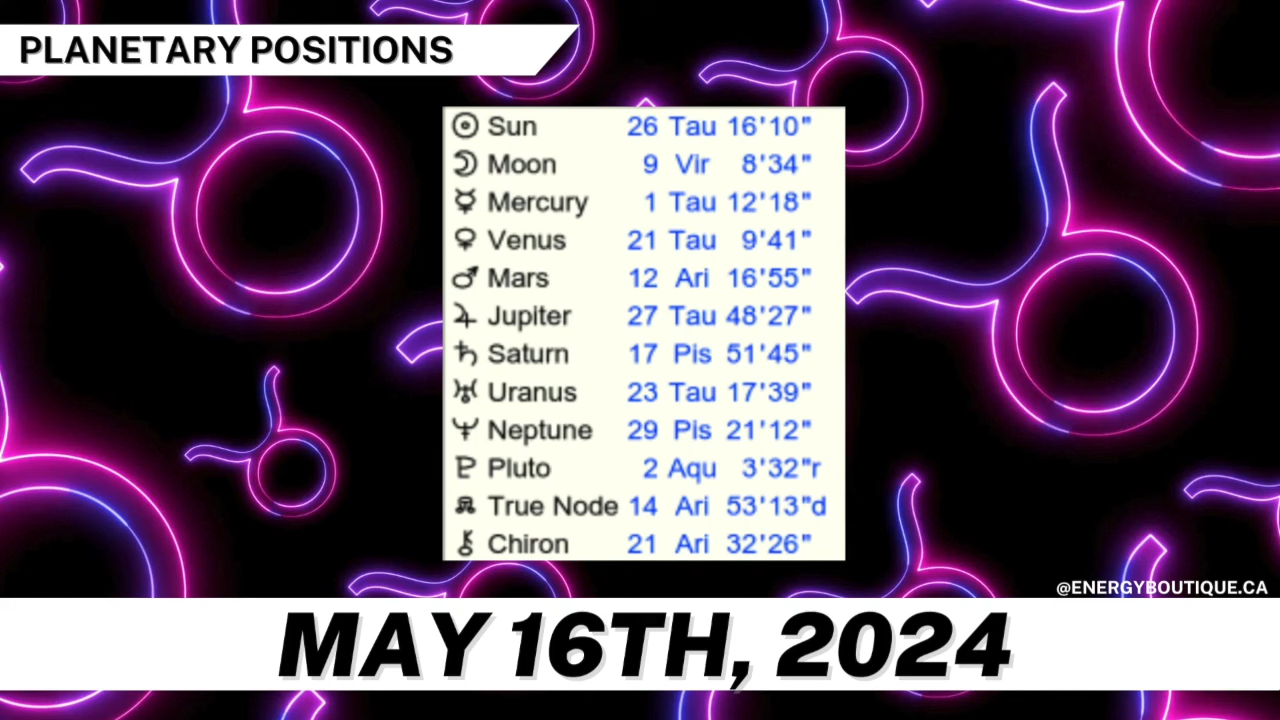 PLANETARY POSITIONS
☉ Sun 26 Tau 16'10"
☽ Moon 9 Vir 8'34"
☿ Mercury 1 Tau 12'18"
♀ Venus 21 Tau 9'41"
♂ Mars 12 Ari 16'55"
♃ Jupiter 27 Tau 48'27"
♄ Saturn 17 Pis 51'45"
♅ Uranus 23 Tau 17'39"
♆ Neptune 29 Pis 21'12"
♇ Pluto 2 Aqu 3'32"r
☊ True Node 14 Ari 53'13"d
⚷ Chiron 21 Ari 32'26"
@ENERGYBOUTIQUE.CA
MAY 16TH, 2024